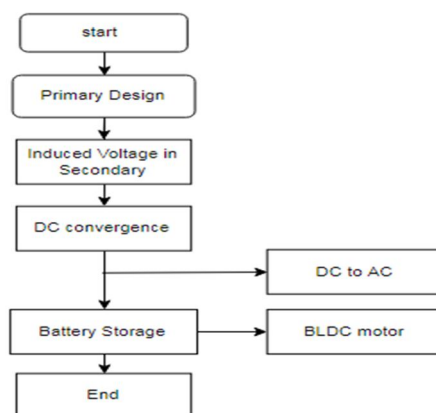 start
Primary Design
Induced Voltage in
Secondary
DC convergence
DC to AC
Battery Storage
BLDC motor
End